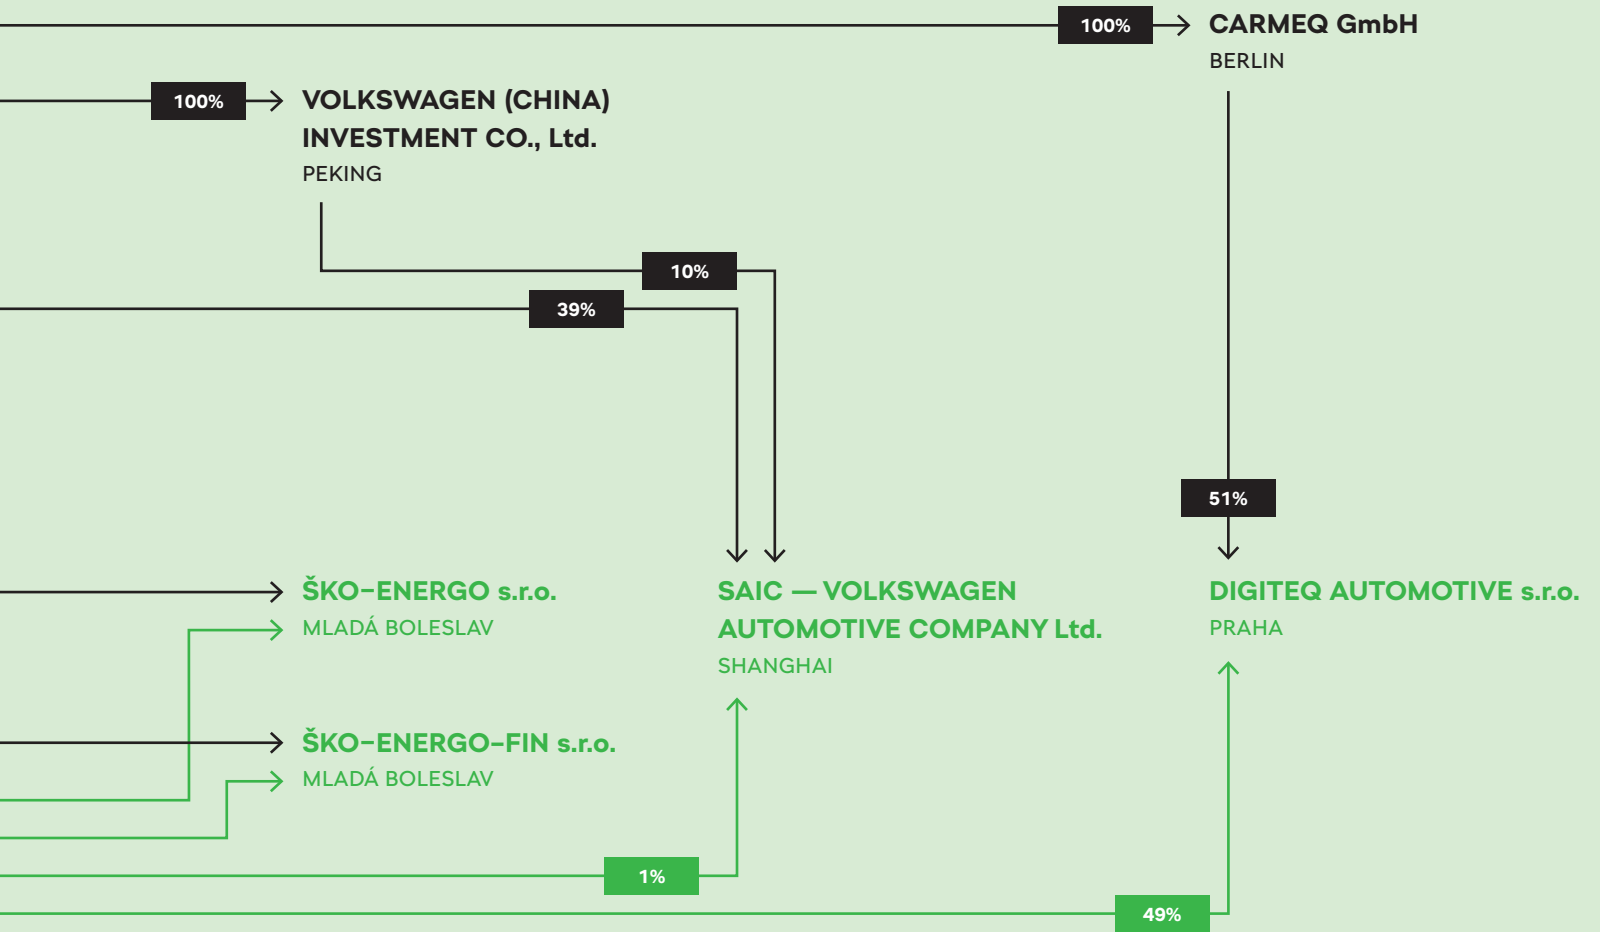 100%
CARMEQ GmbH
BERLIN
100%
VOLKSWAGEN (CHINA)
INVESTMENT CO., Ltd.
PEKING
10%
39%
51%
ŠKO–ENERGO s.r.o.
MLADÁ BOLESLAV
SAIC — VOLKSWAGEN
AUTOMOTIVE COMPANY Ltd.
SHANGHAI
DIGITEQ AUTOMOTIVE s.r.o.
PRAHA
ŠKO–ENERGO–FIN s.r.o.
MLADÁ BOLESLAV
1%
49%